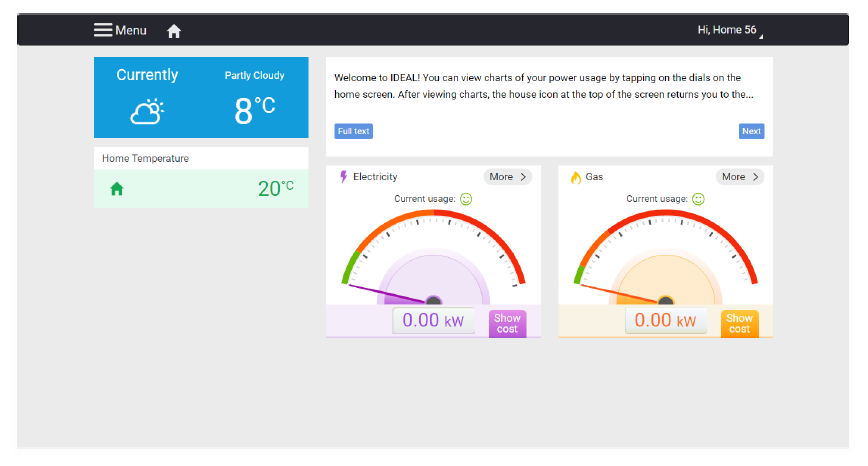 Menu
Hi, Home 56
Currently
Partly Cloudy
8°C
Home Temperature
20°C
Welcome to IDEAL! You can view charts of your power usage by tapping on the dials on the
home screen. After viewing charts, the house icon at the top of the screen returns you to the...
Full text
Next
Electricity
More >
Current usage:
0.00 kW
Show
cost
Gas
More >
Current usage:
0.00 kW
Show
cost